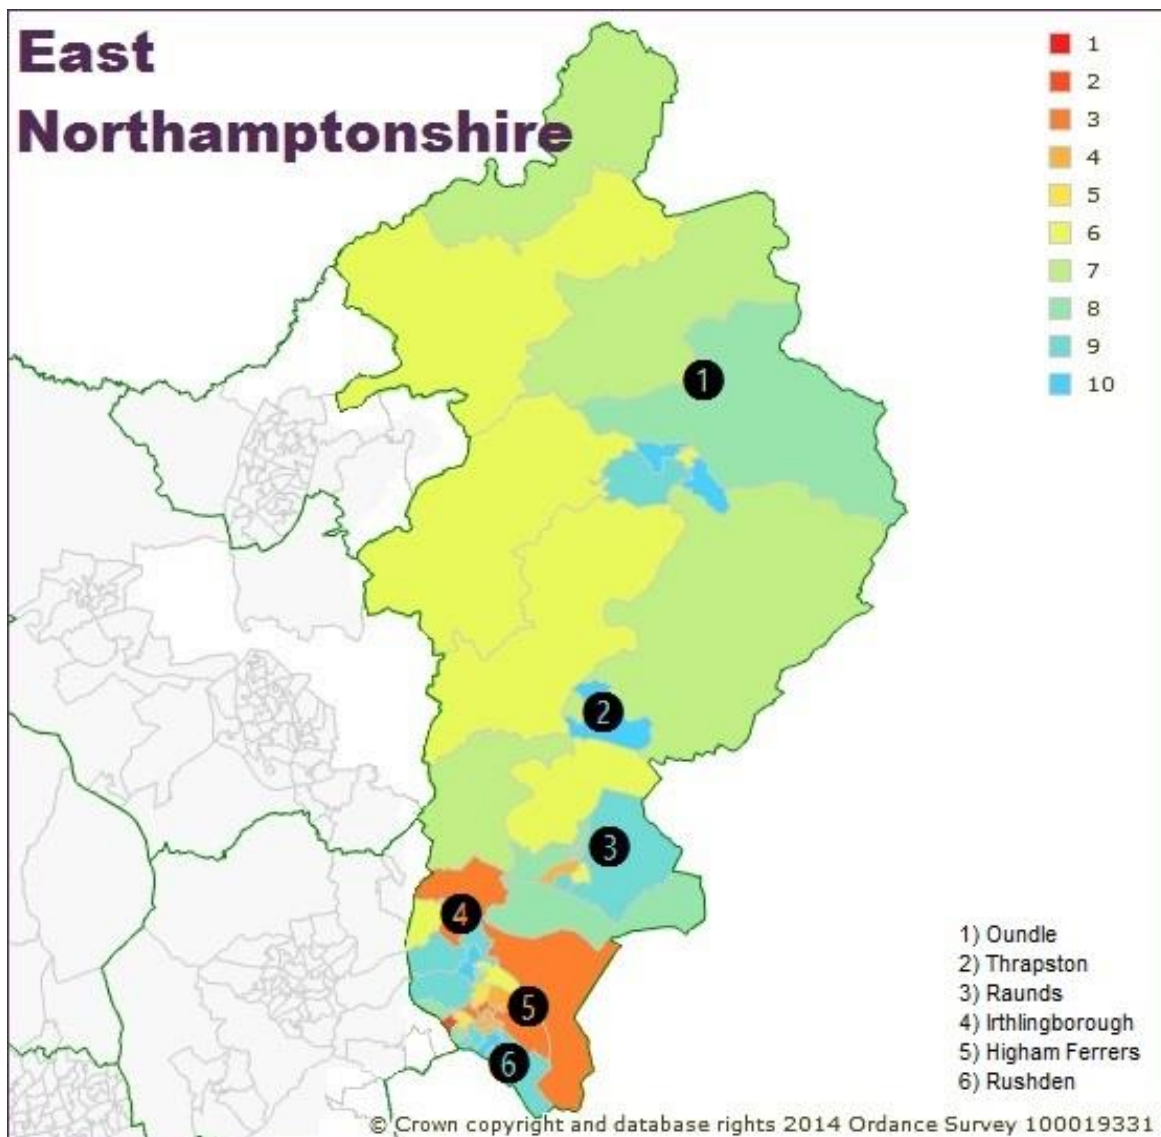 East
Northamptonshire
1
2
3
4
5
6
7
8
9
10
1
2
3
4
5
6
1) Oundle
2) Thrapston
3) Raunds
4) Irthlingborough
5) Higham Ferrers
6) Rushden
© Crown copyright and database rights 2014 Ordance Survey 100019331